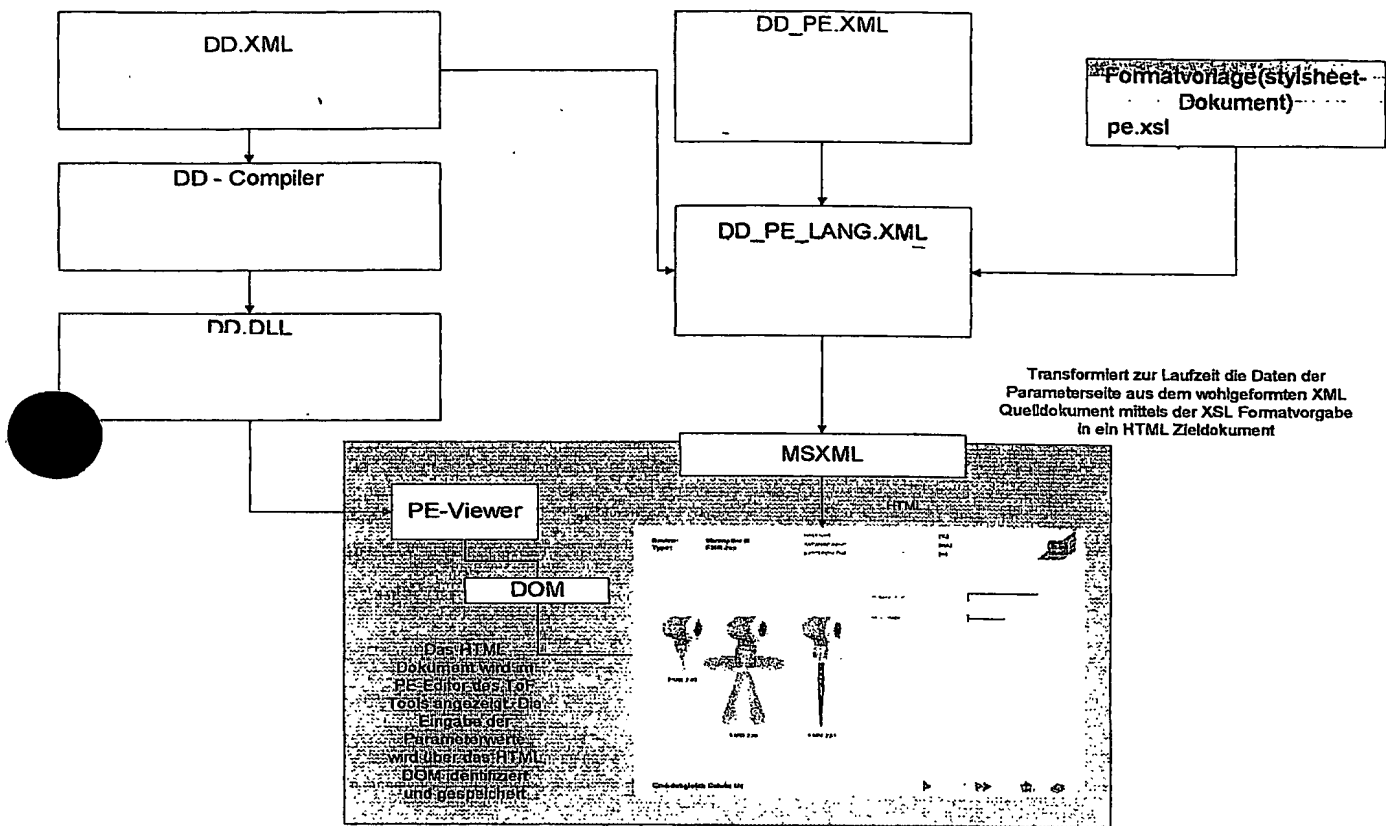 DD.XML
DD_PE.XML
Formatvorlage(stylsheet-
Dokument)
pe.xsl
DD - Compiler
DD_PE_LANG.XML
DD.DLL
Transformiert zur Laufzeit die Daten der
Parameterseite aus dem wohlgeformten XML
Quelldokument mittels der XSL Formatvorgabe
in ein HTML Zieldokument
MSXML
PE-Viewer
HTML
DOM
Das HTML
Dokument wird im
PE-Editor des ToF
Tools angezeigt. Die
Eingabe der
Parameterwerte
wird über das HTML
DOM identifiziert
und gespeichert.